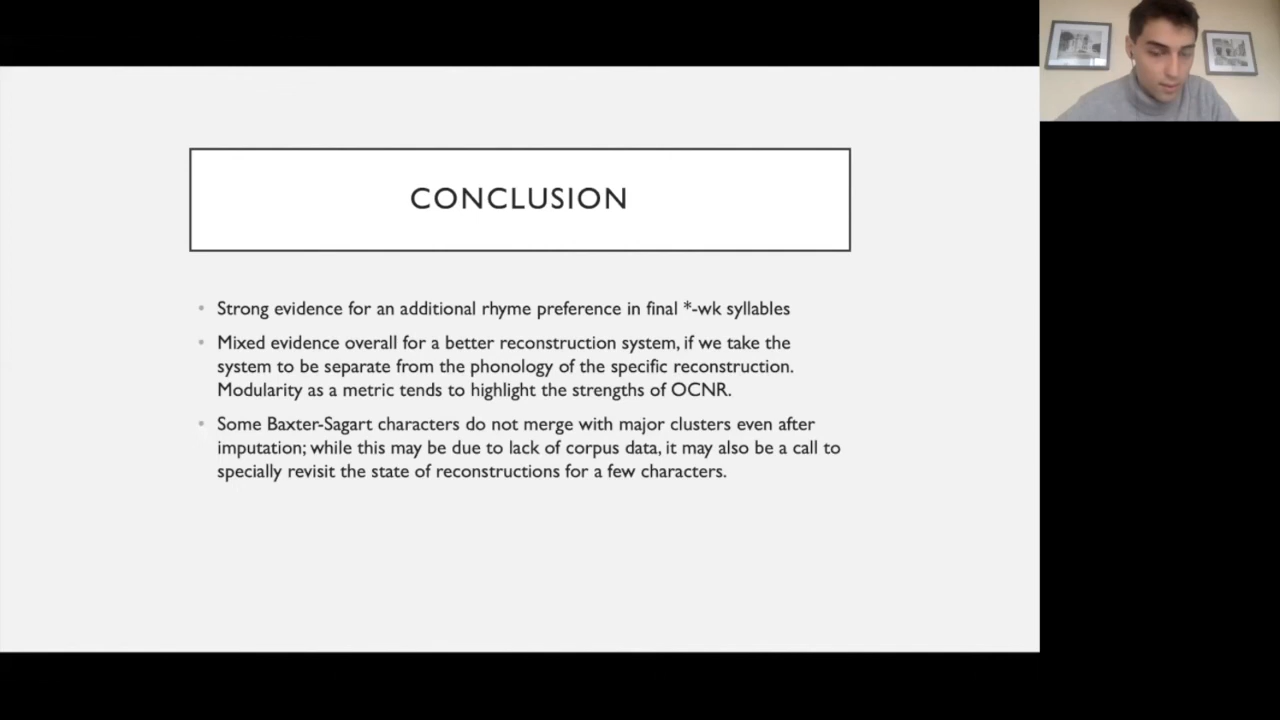 CONCLUSION
• Strong evidence for an additional rhyme preference in final *-wk syllables
• Mixed evidence overall for a better reconstruction system, if we take the
system to be separate from the phonology of the specific reconstruction.
Modularity as a metric tends to highlight the strengths of OCNR.
• Some Baxter-Sagart characters do not merge with major clusters even after
imputation; while this may be due to lack of corpus data, it may also be a call to
specially revisit the state of reconstructions for a few characters.